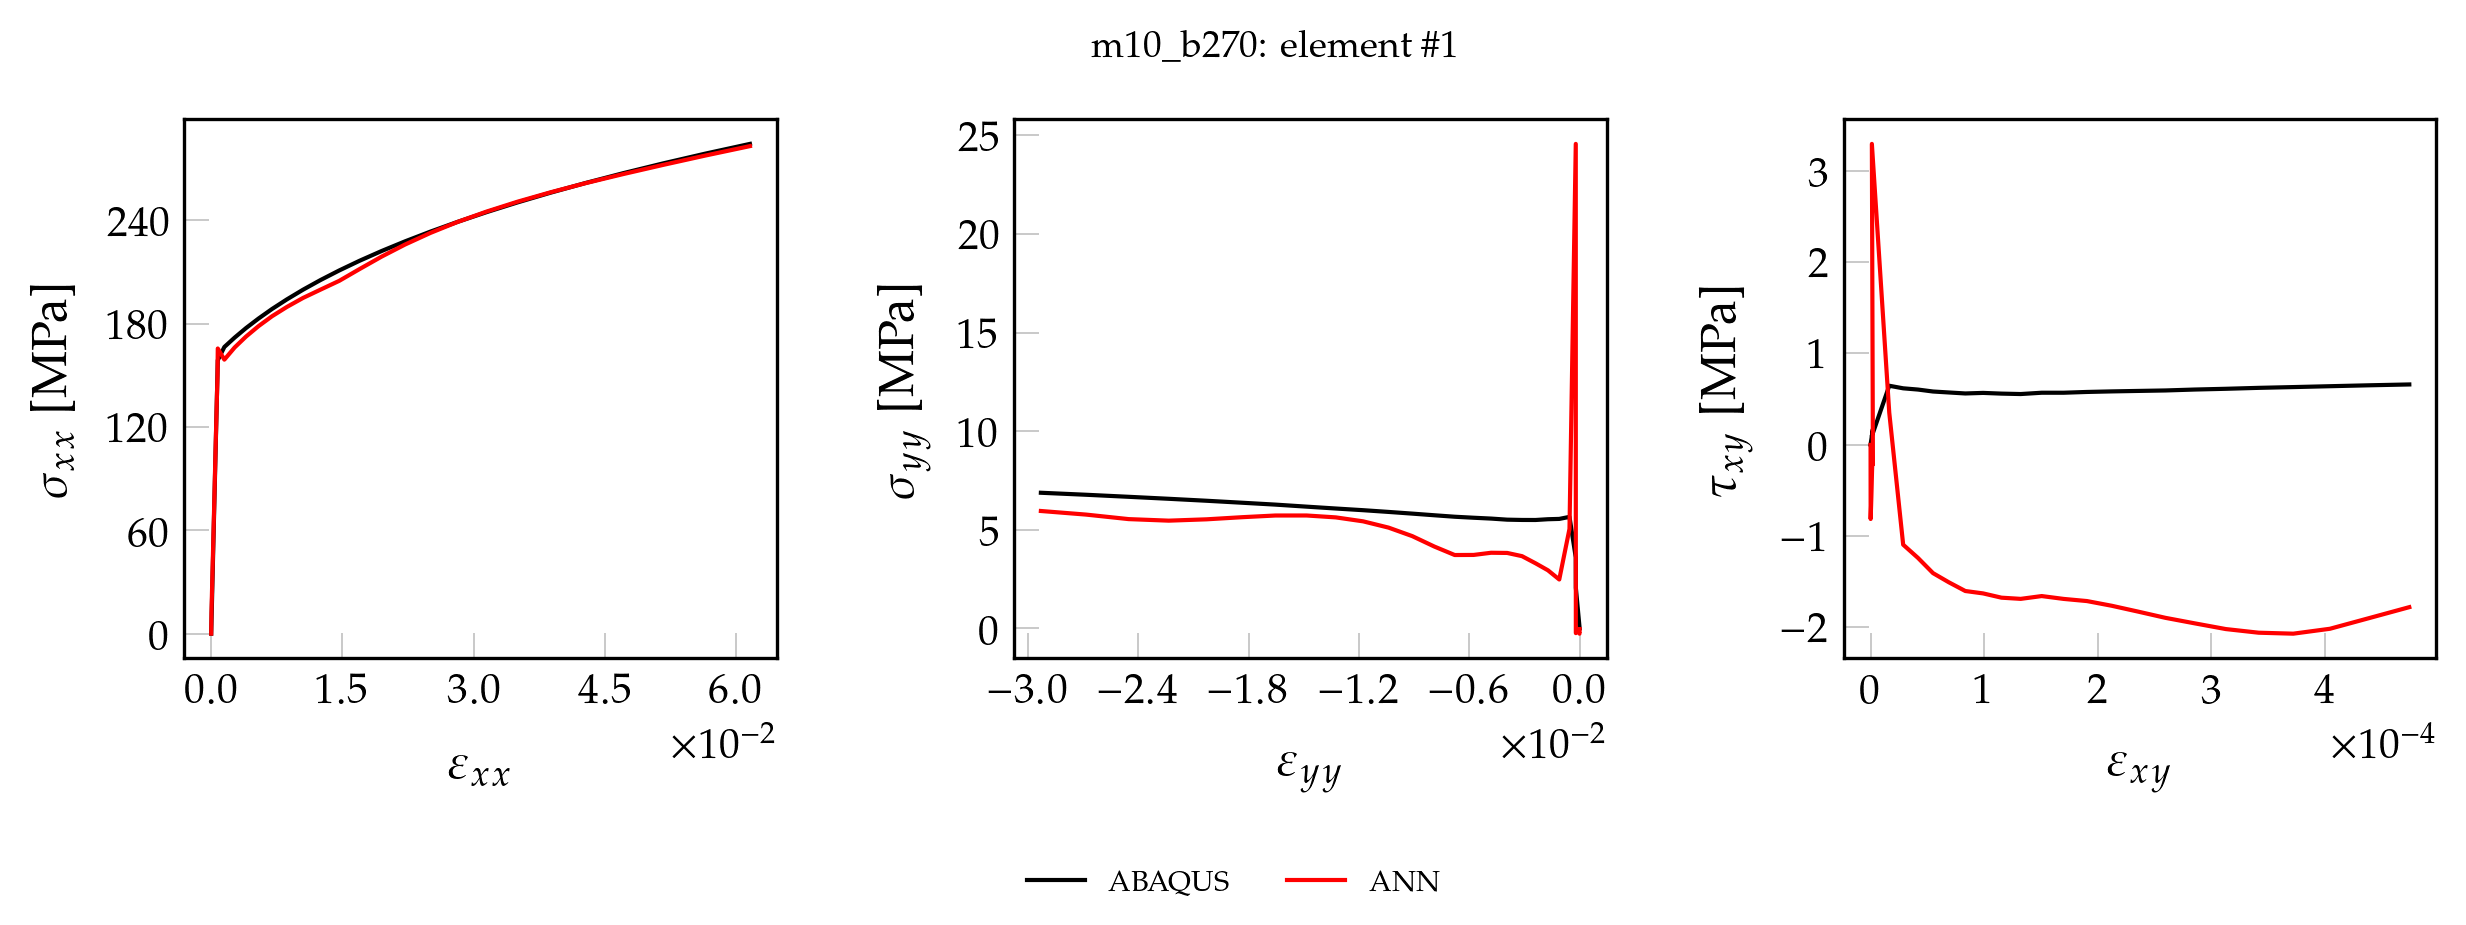 m10_b270: element #1
σxx [MPa]
240
180
120
60
0
0.0 1.5 3.0 4.5 6.0
×10−2
εxx
σyy [MPa]
25
20
15
10
5
0
−3.0 −2.4 −1.8 −1.2 −0.6 0.0
×10−2
εyy
τxy [MPa]
3
2
1
0
−1
−2
0 1 2 3 4
×10−4
εxy
ABAQUS ANN